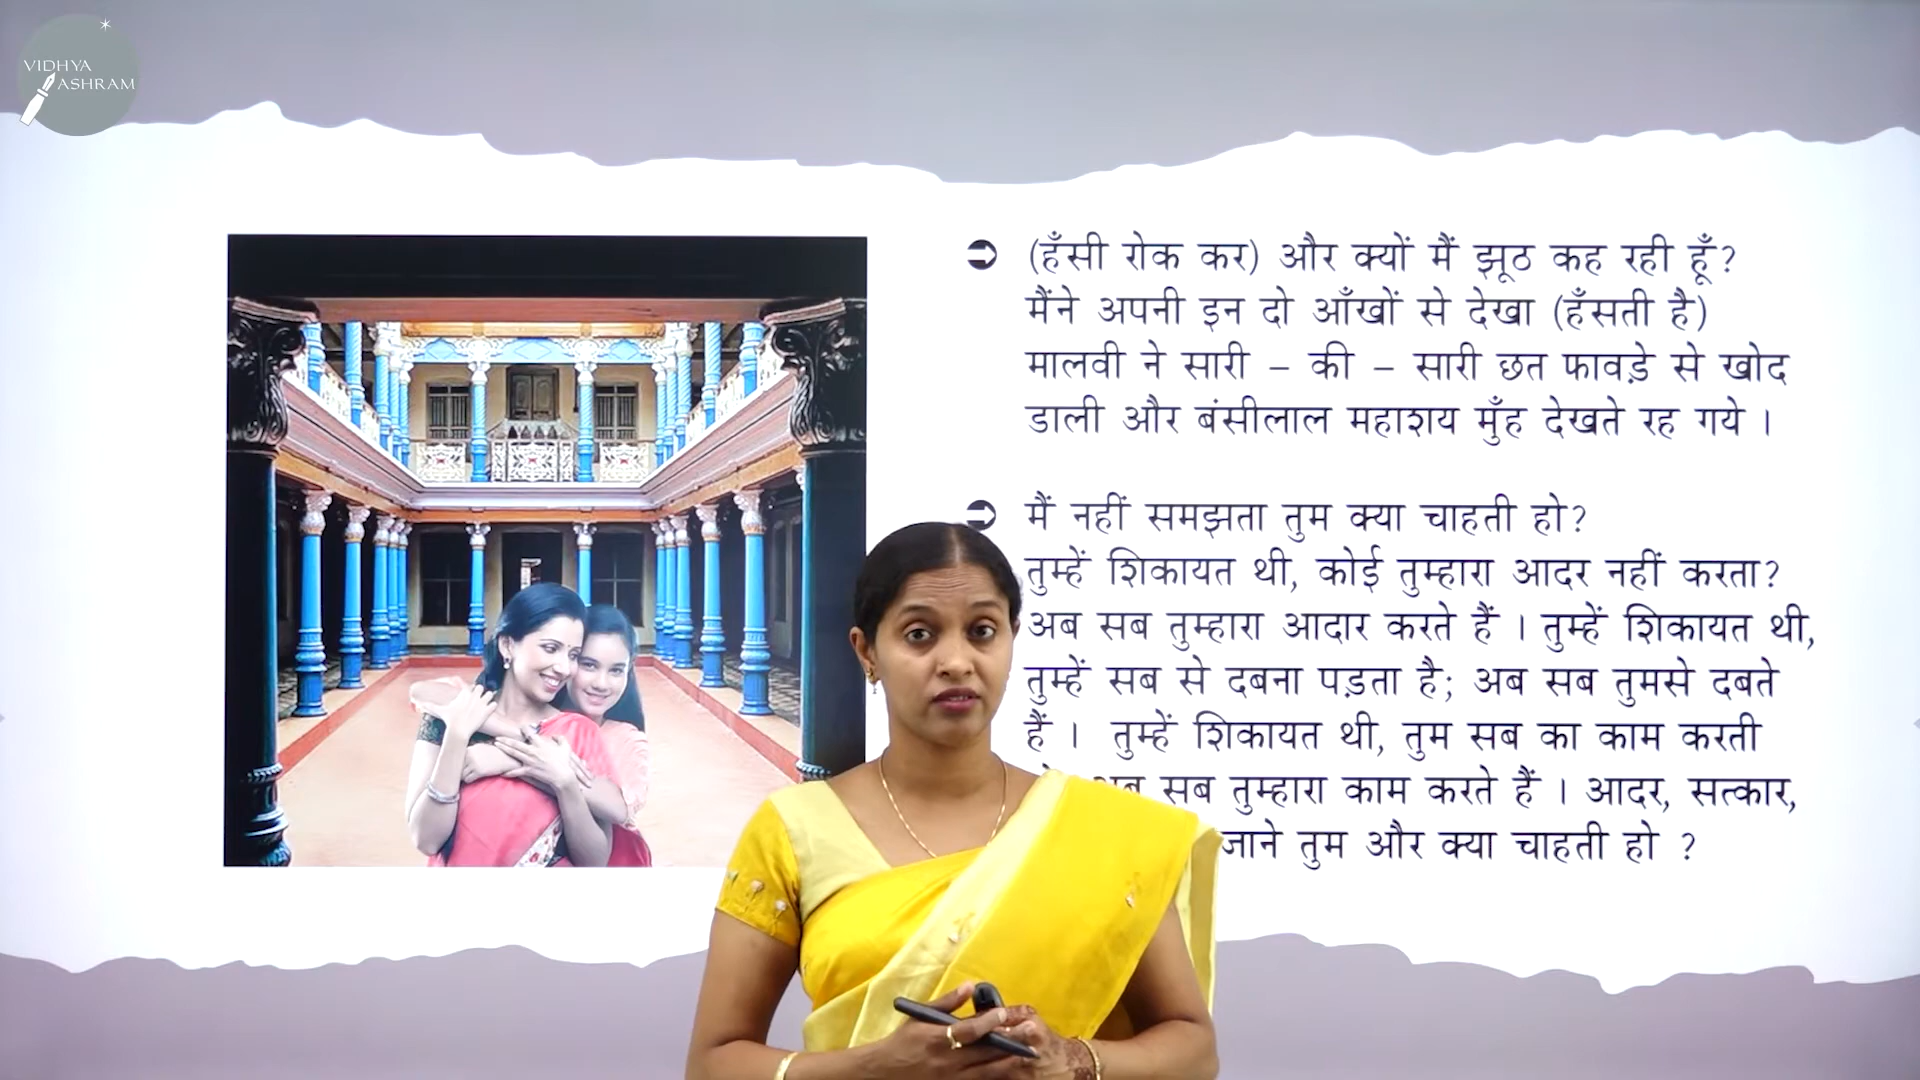 VIDHYA
ASHRAM
(हँसी रोक कर) और क्यों मैं झूठ कह रही हूँ?
मैंने अपनी इन दो आँखों से देखा (हँसती है)
मालवी ने सारी – की – सारी छत फावड़े से खोद
डाली और बंसीलाल महाशय मुँह देखते रह गये ।
मैं नहीं समझता तुम क्या चाहती हो?
तुम्हें शिकायत थी, कोई तुम्हारा आदर नहीं करता?
अब सब तुम्हारा आदार करते हैं । तुम्हें शिकायत थी,
तुम्हें सब से दबना पड़ता है; अब सब तुमसे दबते
हैं । तुम्हें शिकायत थी, तुम सब का काम करती
सब तुम्हारा काम करते हैं । आदर, सत्कार,
जाने तुम और क्या चाहती हो ?